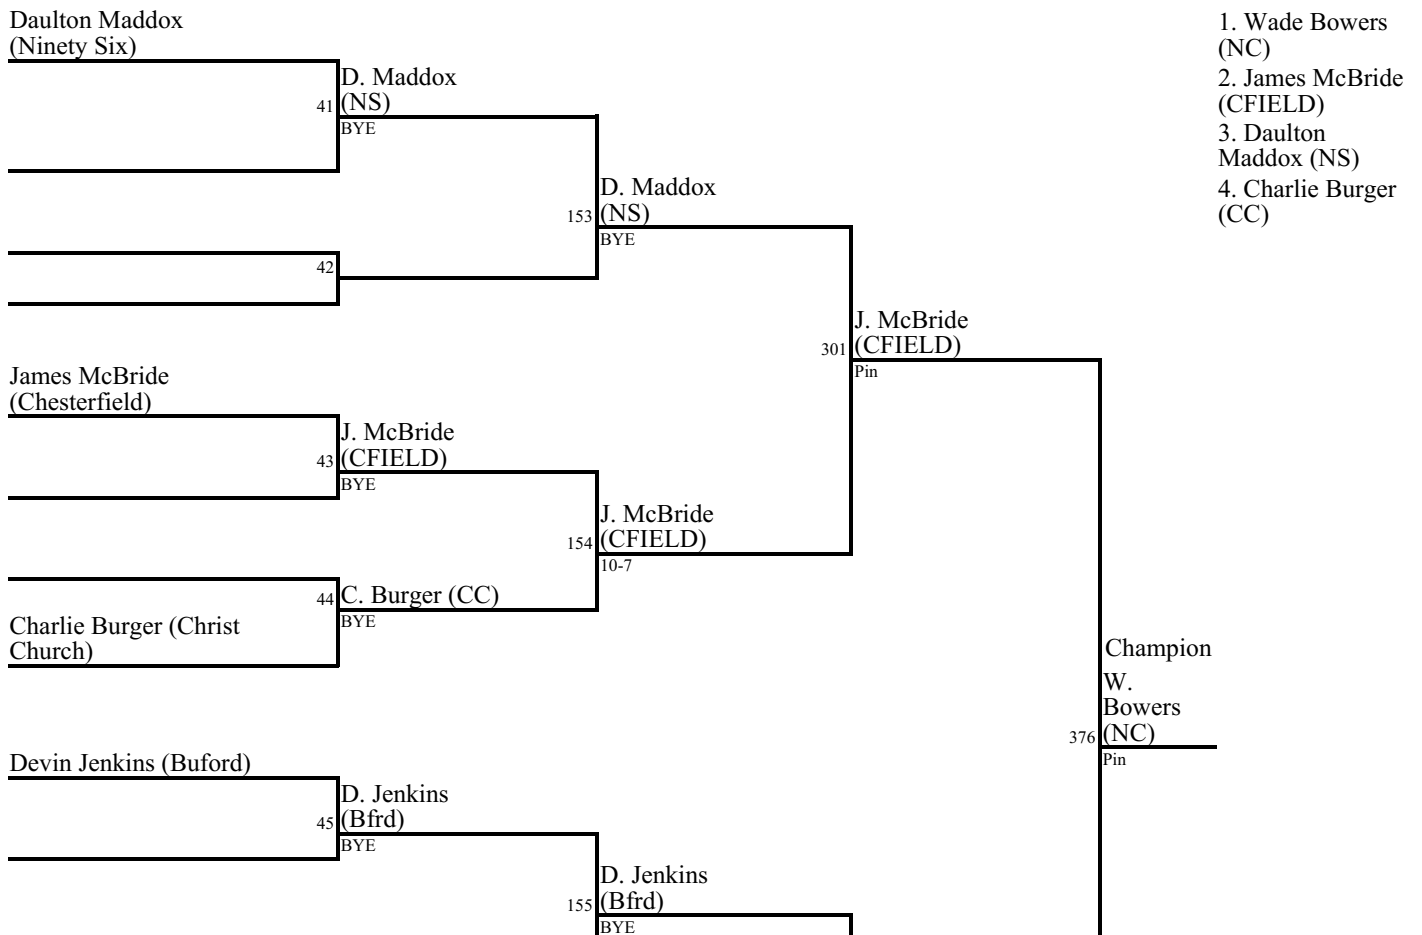 Daulton Maddox
(Ninety Six)
41
D. Maddox
(NS)
BYE
42
153
D. Maddox
(NS)
BYE
James McBride
(Chesterfield)
43
J. McBride
(CFIELD)
BYE
44
C. Burger (CC)
BYE
Charlie Burger (Christ
Church)
154
J. McBride
(CFIELD)
10-7
301
J. McBride
(CFIELD)
Pin
Devin Jenkins (Buford)
45
D. Jenkins
(Bfrd)
BYE
155
D. Jenkins
(Bfrd)
BYE
Champion
376
W.
Bowers
(NC)
Pin
1. Wade Bowers
(NC)
2. James McBride
(CFIELD)
3. Daulton
Maddox (NS)
4. Charlie Burger
(CC)